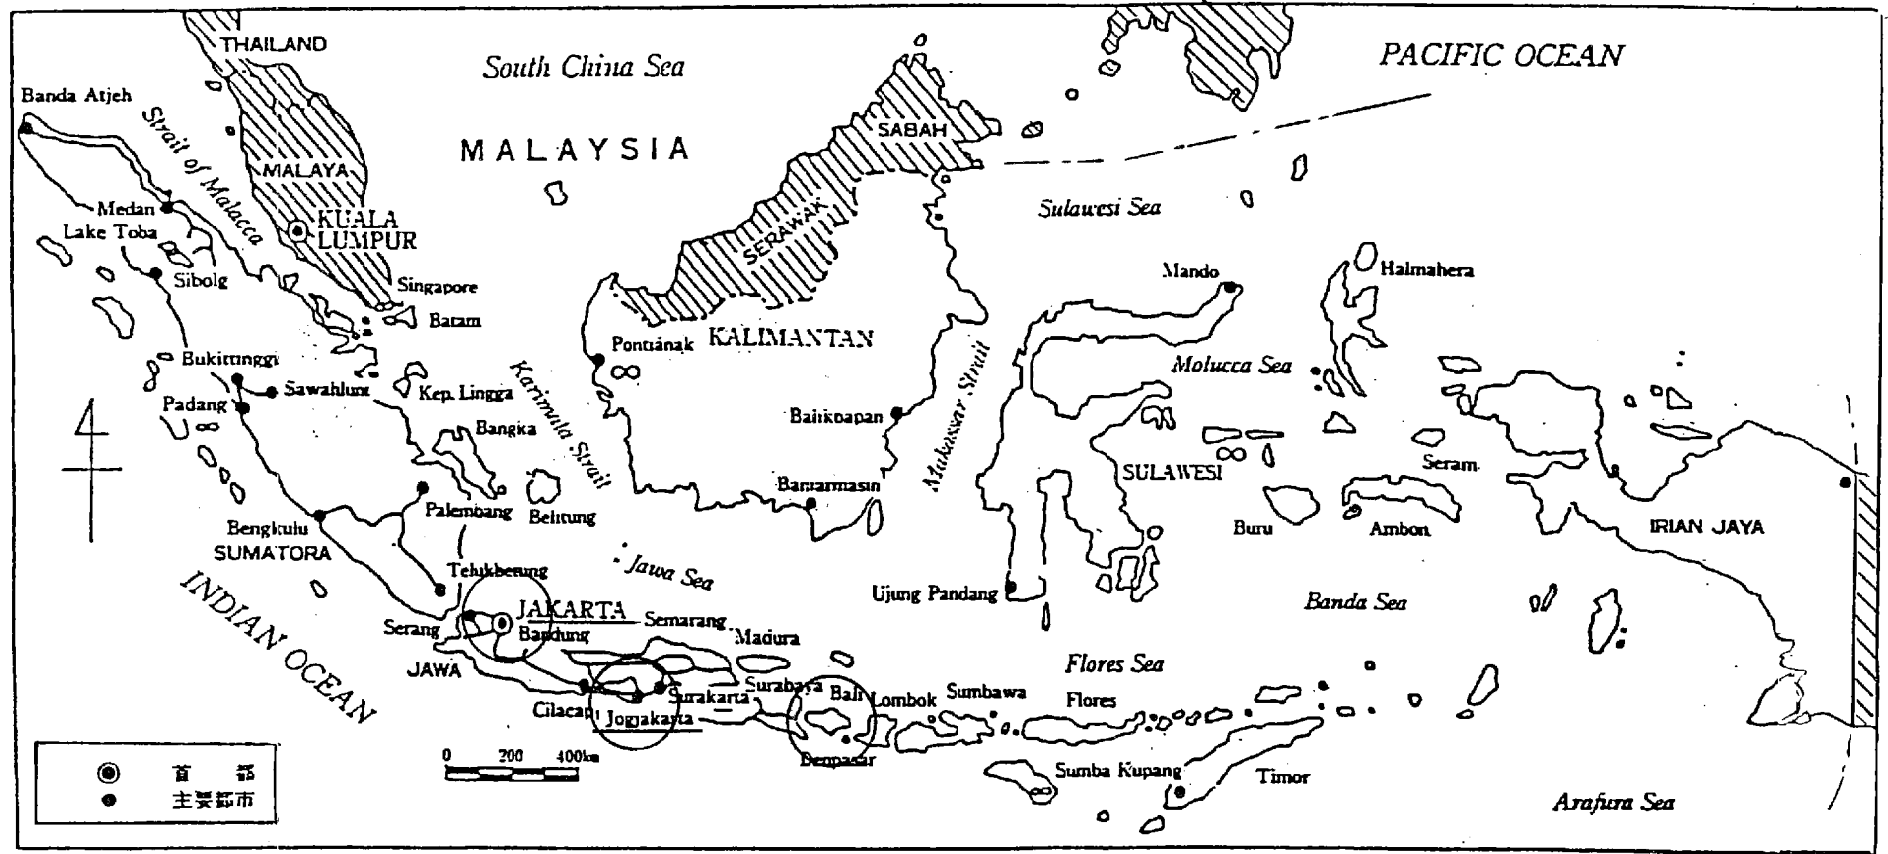 THAILAND
South China Sea
PACIFIC OCEAN
Banda Atjeh
Strait of Malacca
MALAYSIA
SABAH
MALAYA
Medan
Lake Toba
KUALA
LUMPUR
SERAWAK
Sulawesi Sea
Sibolg
Singapore
Batam
Mando
Halmahera
Pontianak
KALIMANTAN
Bukittinggi
Sawahlunt
Kep. Lingga
Karimula Strait
Makassar Strait
Molucca Sea
Padang
Bangka
Balikpapan
SULAWESI
Seram
Banjarmasin
Palembang
Belitung
Bengkulu
SUMATORA
Buru
Ambon
IRIAN JAYA
Jawa Sea
INDIAN OCEAN
Telukbetung
Ujung Pandang
Banda Sea
JAKARTA
Serang
Bandung
Semarang
Madura
JAWA
Flores Sea
Surakarta
Surabaya
Bali
Lombok
Sumbawa
Flores
Cilacap
Jogjakarta
Denpasar
0 200 400km
Sumba
Kupang
Timor
Arafura Sea
首 都
主要都市